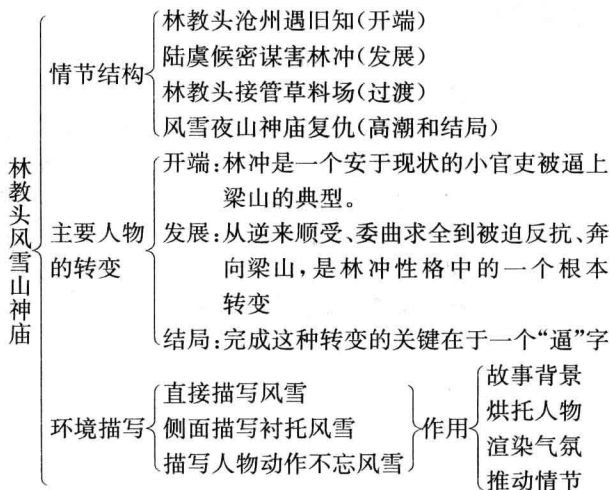 林教头风雪山神庙
情节结构
林教头沧州遇旧知(开端)
陆虞候密谋害林冲(发展)
林教头接管草料场(过渡)
风雪夜山神庙复仇(高潮和结局)
主要人物
的转变
开端:林冲是一个安于现状的小官吏被逼上
梁山的典型。
发展:从逆来顺受、委曲求全到被迫反抗、奔
向梁山,是林冲性格中的一个根本
转变
结局:完成这种转变的关键在于一个“逼”字
环境描写
直接描写风雪
侧面描写衬托风雪
描写人物动作不忘风雪
作用
故事背景
烘托人物
渲染气氛
推动情节